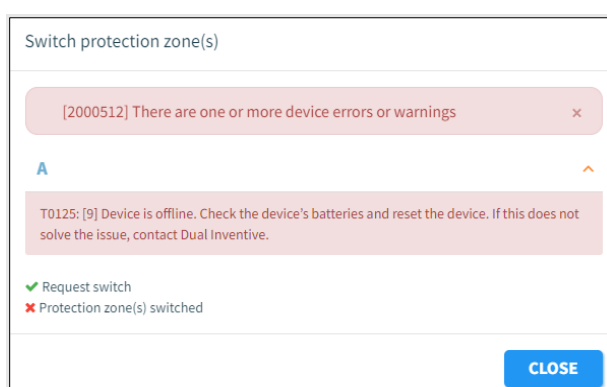 Switch protection zone(s)
[2000512] There are one or more device errors or warnings ×
A
T0125: [9] Device is offline. Check the device's batteries and reset the device. If this does not
solve the issue, contact Dual Inventive.
✔ Request switch
✖ Protection zone(s) switched
CLOSE